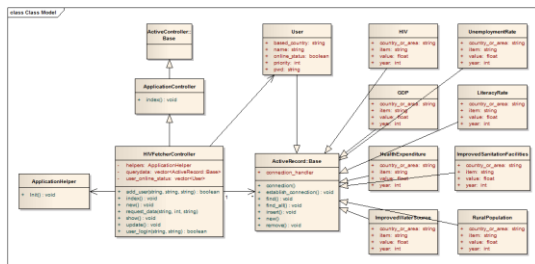 class Class Model
ActiveController::
Base
ApplicationController
+ index() : void
HIVFetcherController
- helpers: ApplicationHelper
- querydata: vector<ActiveRecord::Base>
- user_online_status: vector<User>
+ add_user(string, string, string) : boolean
+ index() : void
+ new() : void
+ request_data(string, int, string)
+ show() : void
+ update() : void
+ user_login(string, string) : boolean
ApplicationHelper
+ Init() : void
User
+ based_country: string
+ name: string
+ online_status: boolean
+ priority: int
+ pwd: string
1
ActiveRecord::Base
+ connection_handler
+ connection()
+ establish_connection() : void
+ find() : void
+ find_all() : void
+ insert() : void
+ new()
+ remove() : void
HIV
+ country_or_area: string
+ item: string
+ value: float
+ year: int
GDP
+ country_or_area: string
+ item: string
+ value: float
+ year: int
HealthExpenditure
+ country_or_area: string
+ item: string
+ value: float
+ year: int
ImprovedWaterSource
+ country_or_area: string
+ item: string
+ value: float
+ year: int
UnemploymentRate
+ country_or_area: string
+ item: string
+ value: float
+ year: int
LiteracyRate
+ country_or_area: string
+ item: string
+ value: float
+ year: int
ImprovedSanitationFacilities
+ country_or_area: string
+ item: string
+ value: float
+ year: int
RuralPopulation
+ country_or_area: string
+ item: string
+ value: float
+ year: int